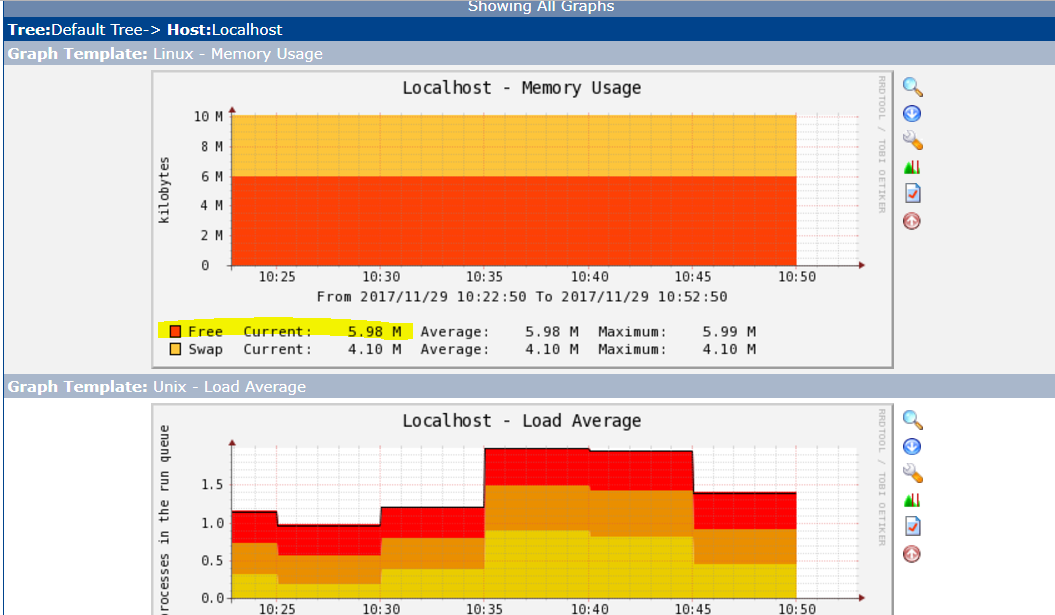 Showing All Graphs
Tree:Default Tree-> Host:Localhost
Graph Template: Linux - Memory Usage
Localhost - Memory Usage
RRDTOOL / TOBI OETIKER
kilobytes
10 M
8 M
6 M
4 M
2 M
0
10:25 10:30 10:35 10:40 10:45 10:50
From 2017/11/29 10:22:50 To 2017/11/29 10:52:50
Free Current: 5.98 M Average: 5.98 M Maximum: 5.99 M
Swap Current: 4.10 M Average: 4.10 M Maximum: 4.10 M
Graph Template: Unix - Load Average
Localhost - Load Average
RRDTOOL / TOBI OETIKER
processes in the run queue
1.5
1.0
0.5
0.0
10:25 10:30 10:35 10:40 10:45 10:50